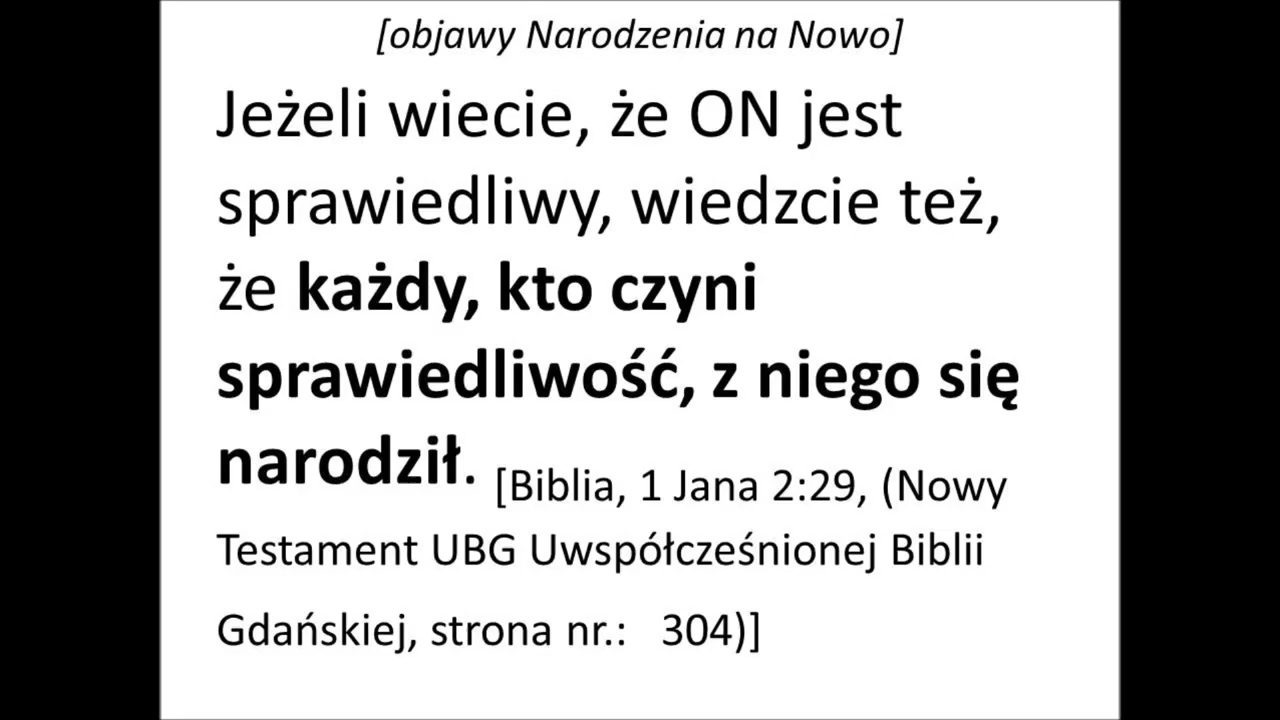 [objawy Narodzenia na Nowo]
Jeżeli wiecie, że ON jest
sprawiedliwy, wiedzcie też,
że każdy, kto czyni
sprawiedliwość, z niego się
narodził. [Biblia, 1 Jana 2:29, (Nowy
Testament UBG Uwspółcześnionej Biblii
Gdańskiej, strona nr.: 304)]